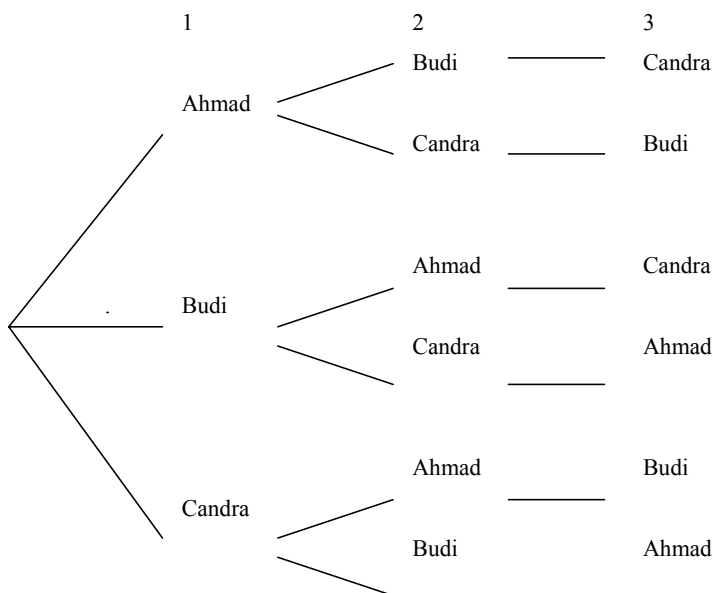 1 2 3
Budi Candra
Ahmad
Candra Budi
Ahmad Candra
Budi
Candra Ahmad
Ahmad Budi
Candra
Budi Ahmad